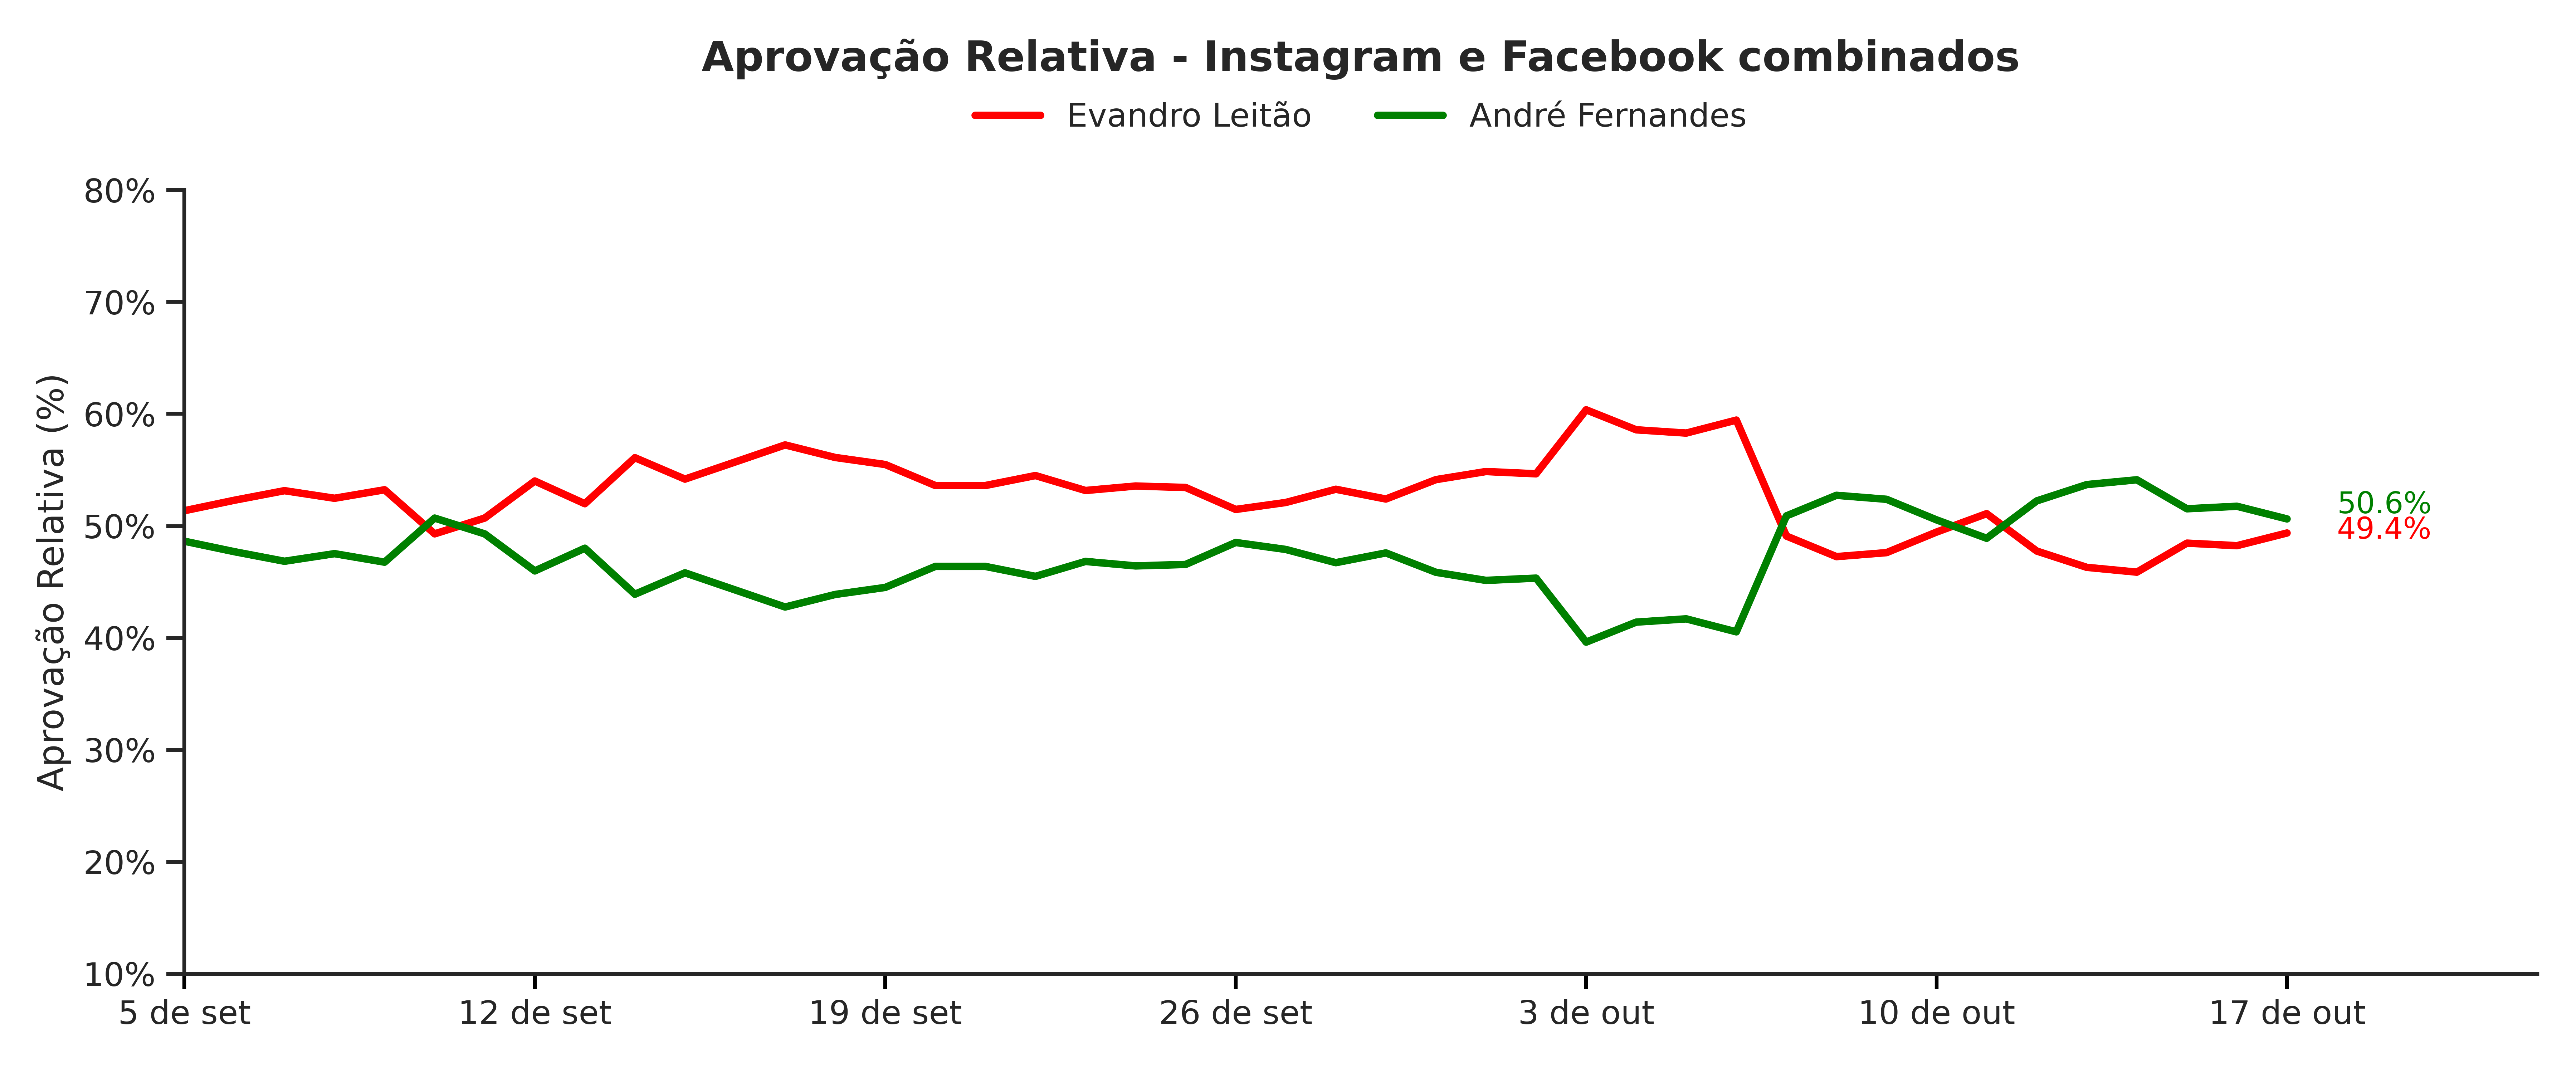 Aprovação Relativa - Instagram e Facebook combinados
Evandro Leitão André Fernandes
Aprovação Relativa (%)
80%
70%
60%
50%
40%
30%
20%
10%
50.6%
49.4%
5 de set 12 de set 19 de set 26 de set 3 de out 10 de out 17 de out